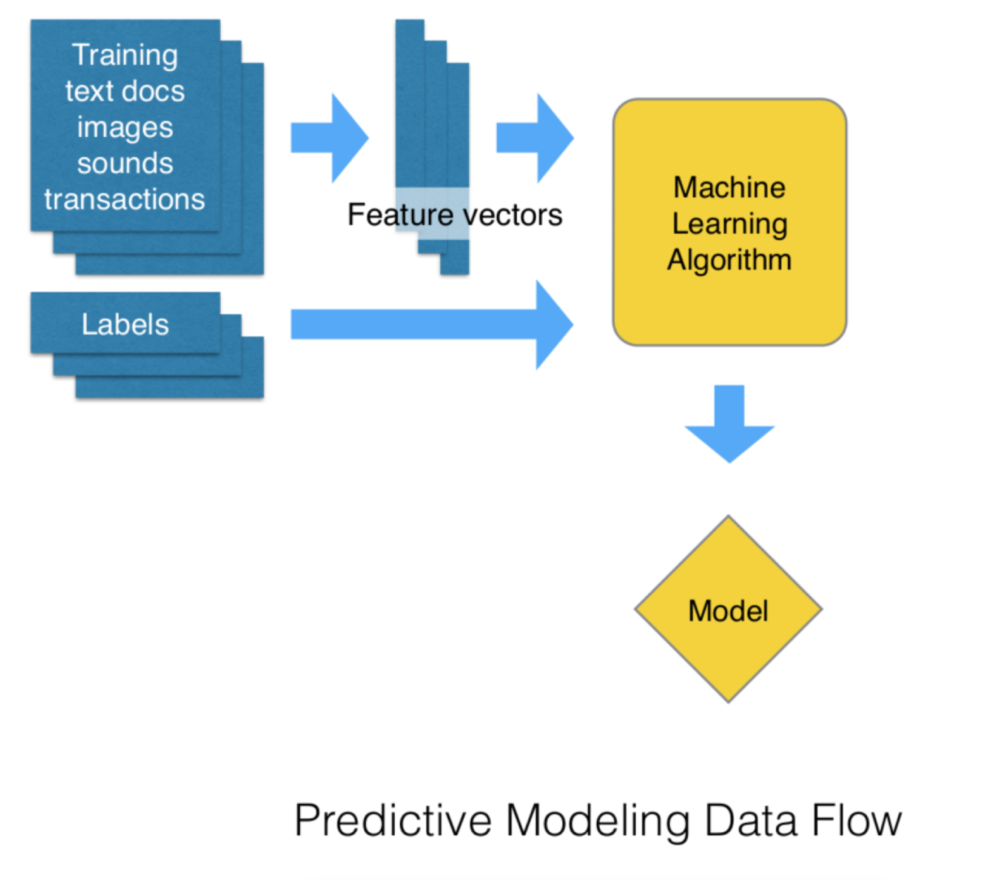 Training
text docs
images
sounds
transactions
Feature vectors
Machine
Learning
Algorithm
Labels
Model
Predictive Modeling Data Flow